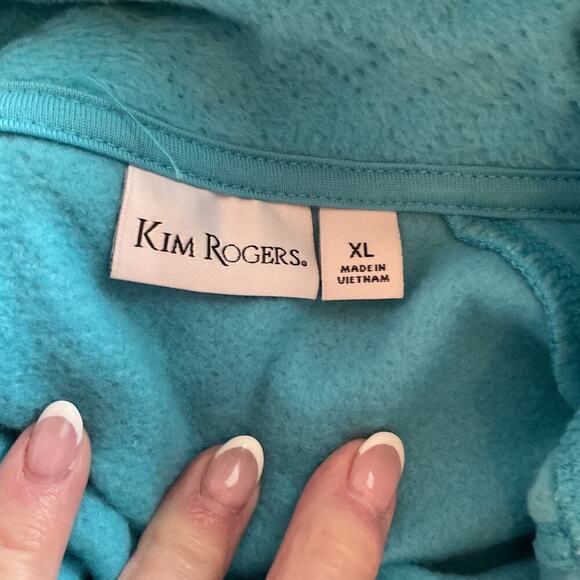 KIM ROGERS®
XL
MADE IN
VIETNAM